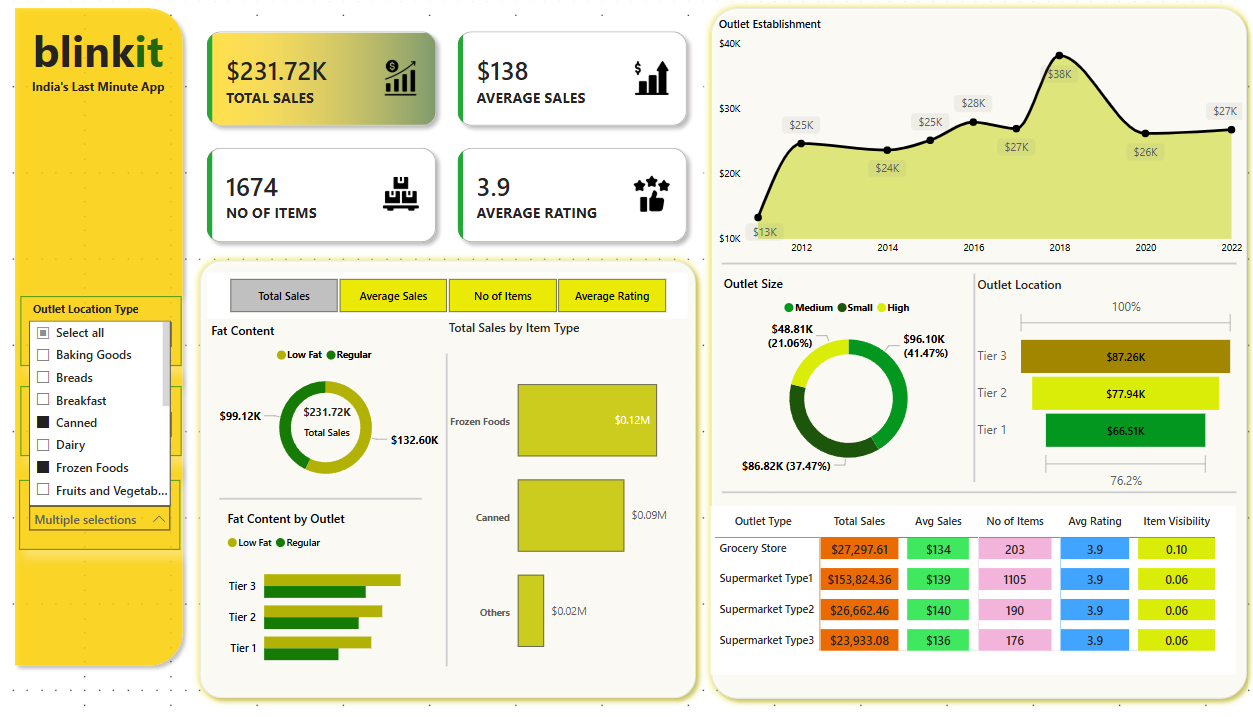 blinkit
India's Last Minute App
Outlet Location Type
Select all
Baking Goods
Breads
Breakfast
Canned
Dairy
Frozen Foods
Fruits and Vegetab...
Multiple selections
$231.72K
TOTAL SALES
$138
AVERAGE SALES
1674
NO OF ITEMS
3.9
AVERAGE RATING
Total Sales
Average Sales
No of Items
Average Rating
Fat Content
Low Fat Regular
$99.12K
$231.72K
Total Sales
$132.60K
Fat Content by Outlet
Low Fat Regular
Tier 3
Tier 2
Tier 1
Total Sales by Item Type
Frozen Foods $0.12M
Canned $0.09M
Others $0.02M
Outlet Establishment
$40K
$30K
$20K
$10K
$13K
$25K
$24K
$25K
$28K
$27K
$38K
$26K
$27K
2012 2014 2016 2018 2020 2022
Outlet Size
Medium Small High
$48.81K
(21.06%)
$96.10K
(41.47%)
$86.82K (37.47%)
Outlet Location
100%
Tier 3 $87.26K
Tier 2 $77.94K
Tier 1 $66.51K
76.2%
Outlet Type Total Sales Avg Sales No of Items Avg Rating Item Visibility
Grocery Store $27,297.61 $134 203 3.9 0.10
Supermarket Type1 $153,824.36 $139 1105 3.9 0.06
Supermarket Type2 $26,662.46 $140 190 3.9 0.06
Supermarket Type3 $23,933.08 $136 176 3.9 0.06